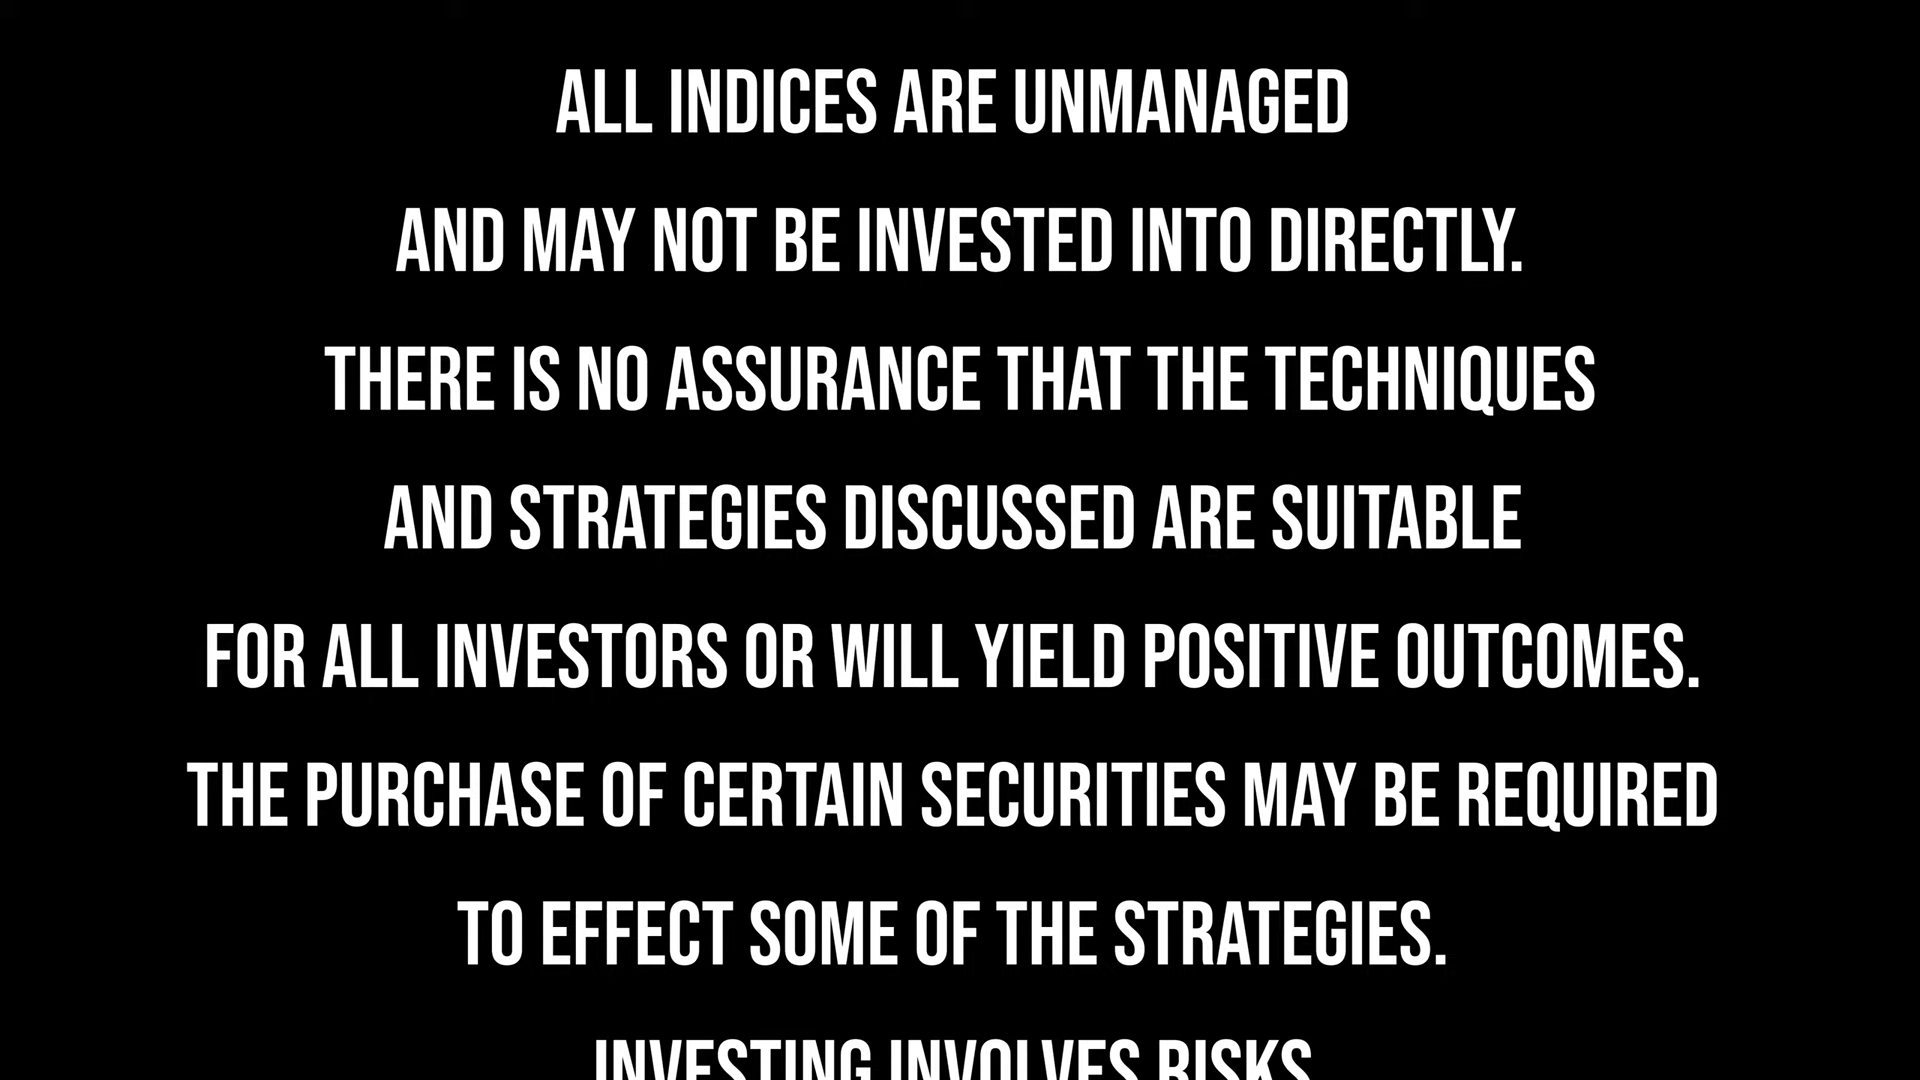 ALL INDICES ARE UNMANAGED
AND MAY NOT BE INVESTED INTO DIRECTLY.
THERE IS NO ASSURANCE THAT THE TECHNIQUES
AND STRATEGIES DISCUSSED ARE SUITABLE
FOR ALL INVESTORS OR WILL YIELD POSITIVE OUTCOMES.
THE PURCHASE OF CERTAIN SECURITIES MAY BE REQUIRED
TO EFFECT SOME OF THE STRATEGIES.
INVESTING INVOLVES RISKS